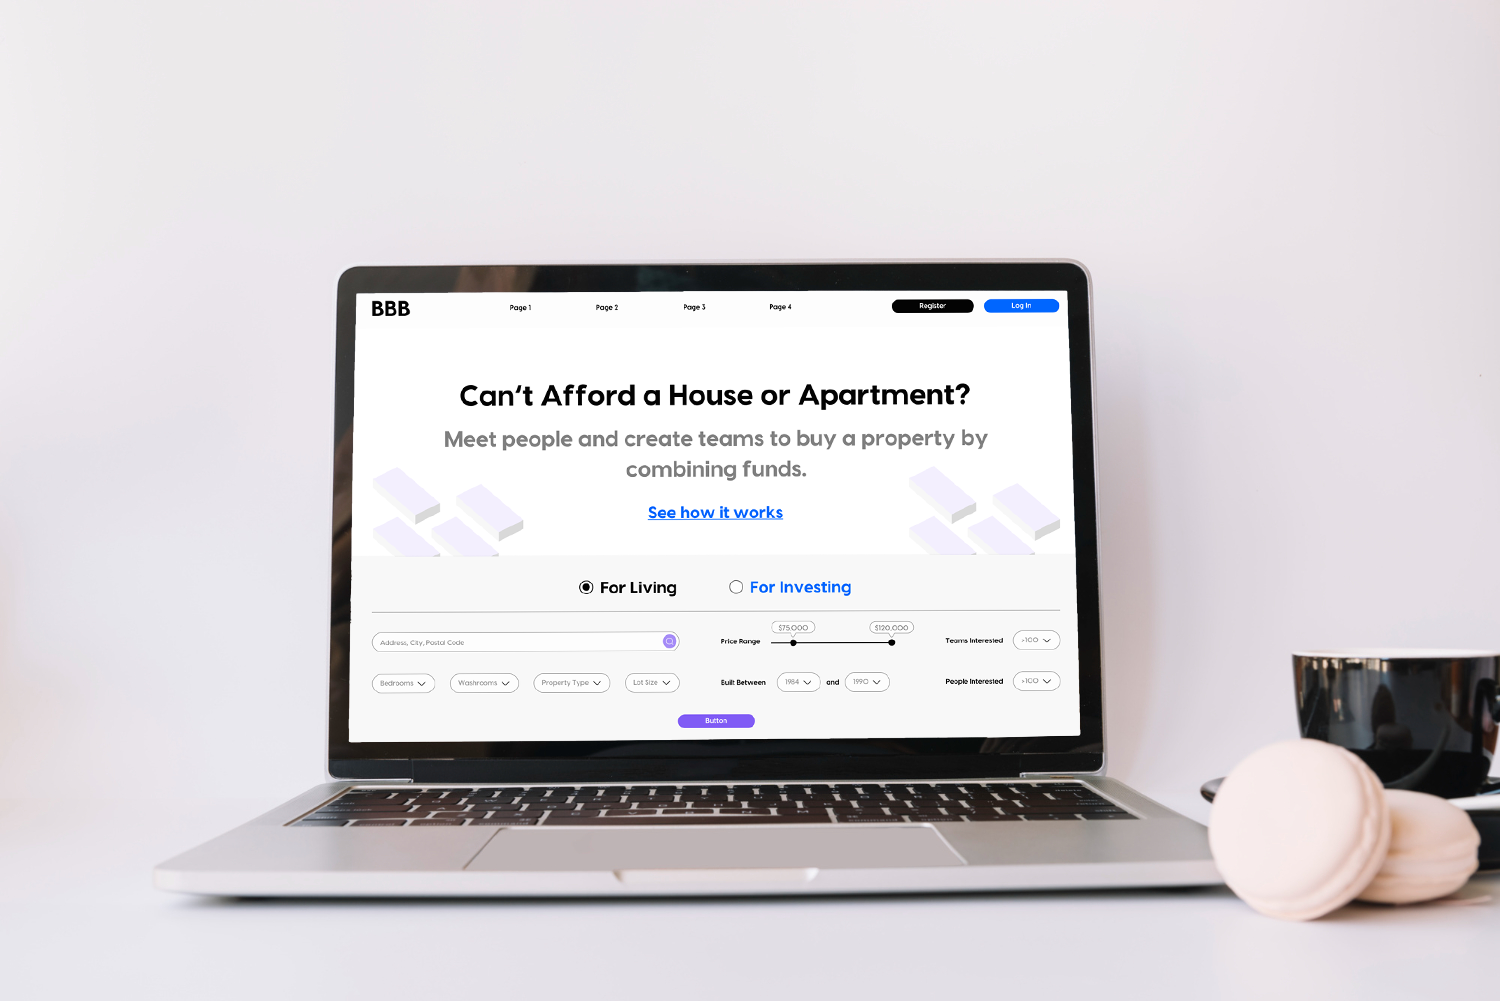 BBB
Page 1
Page 2
Page 3
Page 4
Register
Log In
Can't Afford a House or Apartment?
Meet people and create teams to buy a property by
combining funds.
See how it works
For Living
For Investing
Address, City, Postal Code
Price Range
$75,000
$120,000
Teams Interested
>100
Bedrooms
Washrooms
Property Type
Lot Size
Built Between
1984
and
1990
People Interested
>100
Button